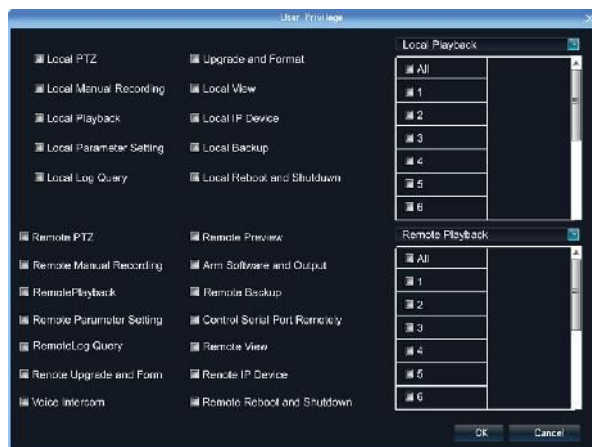 User Privilege
Local PTZ
Upgrade and Format
Local Manual Recording
Local View
Local Playback
Local IP Device
Local Parameter Setting
Local Backup
Local Log Query
Local Reboot and Shutdown
Local Playback
All
1
2
3
4
5
6
Remote PTZ
Remote Preview
Remote Manual Recording
Arm Software and Output
RemotePlayback
Remote Backup
Remote Parameter Setting
Control Serial Port Remotely
RemoteLog Query
Remote View
Remote Upgrade and Form
Remote IP Device
Voice Intercom
Remote Reboot and Shutdown
Remote Playback
All
1
2
3
4
5
6
OK
Cancel